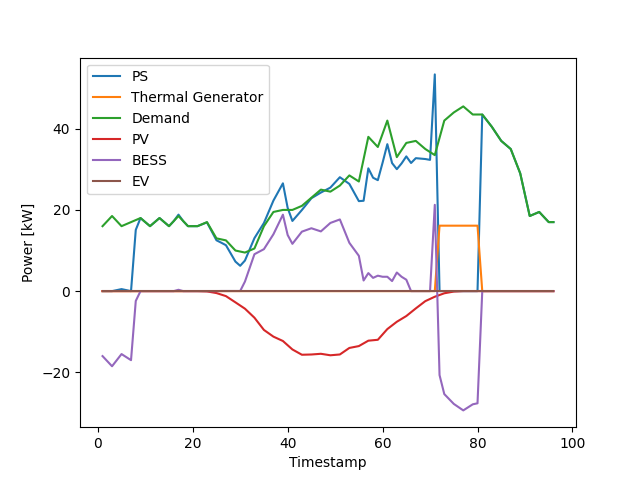 PS
Thermal Generator
Demand
PV
BESS
EV
Power [kW]
40
20
0
−20
0 20 40 60 80 100
Timestamp